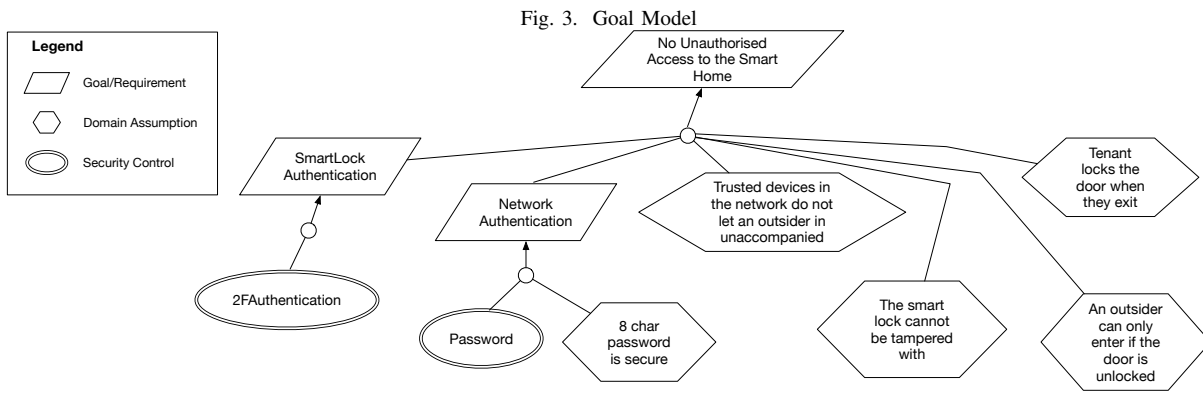 Fig. 3. Goal Model
Legend
Goal/Requirement
Domain Assumption
Security Control
No Unauthorised
Access to the Smart
Home
SmartLock
Authentication
2FAuthentication
Network
Authentication
Password
8 char
password
is secure
Trusted devices in
the network do not
let an outsider in
unaccompanied
The smart
lock cannot
be tampered
with
An outsider
can only
enter if the
door is
unlocked
Tenant
locks the
door when
they exit